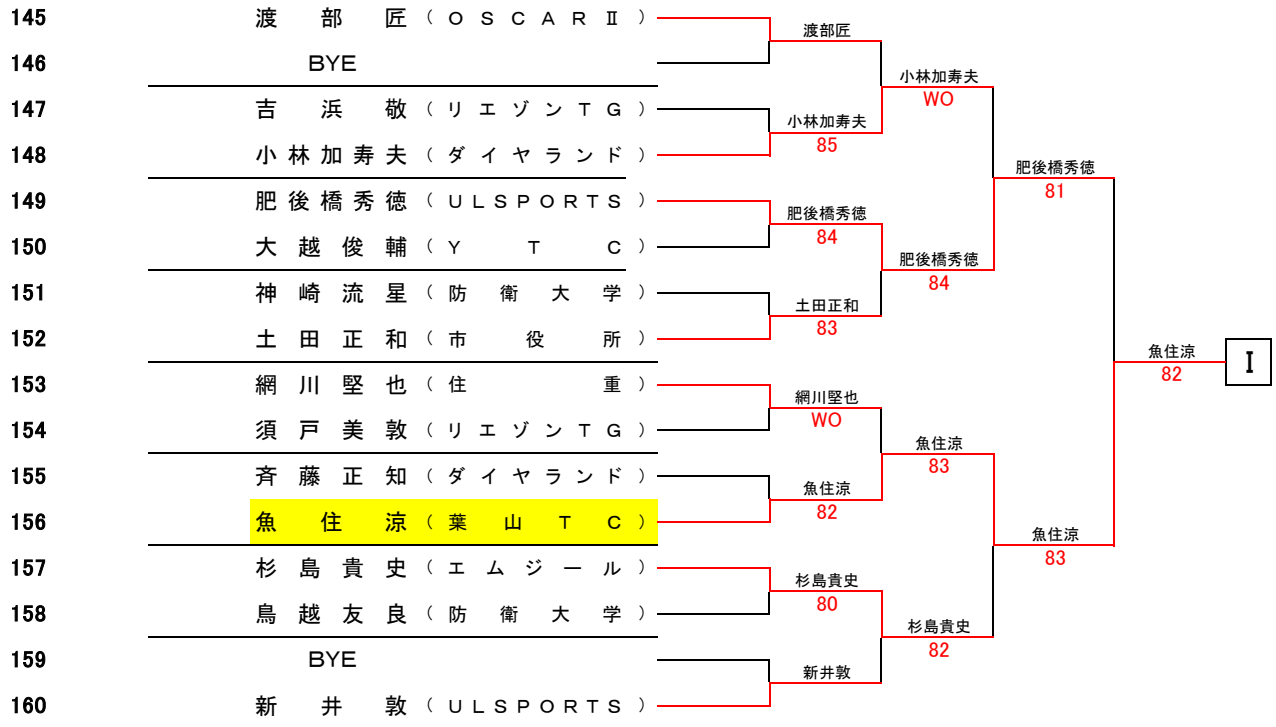 145 渡部匠 (OSCARⅡ)
渡部匠
146 BYE
小林加寿夫
WO
147 吉浜敬 (リエゾンTG)
小林加寿夫
85
148 小林加寿夫 (ダイヤランド)
肥後橋秀徳
81
149 肥後橋秀徳 (ULSPORTS)
肥後橋秀徳
84
150 大越俊輔 (YTC)
肥後橋秀徳
84
151 神崎流星 (防衛大学)
土田正和
83
152 土田正和 (市役所)
魚住涼
82
I
153 網川堅也 (住重)
網川堅也
WO
154 須戸美敦 (リエゾンTG)
魚住涼
83
155 斉藤正知 (ダイヤランド)
魚住涼
82
156 魚住涼 (葉山TC)
魚住涼
83
157 杉島貴史 (エムジール)
杉島貴史
80
158 鳥越友良 (防衛大学)
杉島貴史
82
159 BYE
新井敦
160 新井敦 (ULSPORTS)